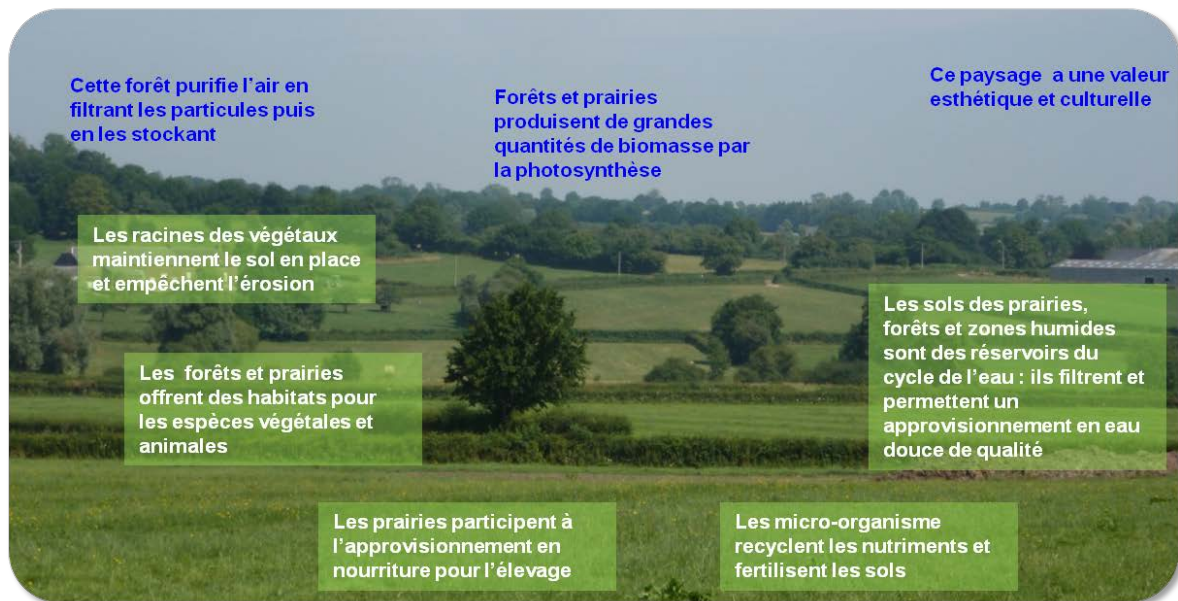 Cette forêt purifie l'air en
filtrant les particules puis
en les stockant
Forêts et prairies
produisent de grandes
quantités de biomasse par
la photosynthèse
Ce paysage a une valeur
esthétique et culturelle
Les racines des végétaux
maintiennent le sol en place
et empêchent l'érosion
Les sols des prairies,
forêts et zones humides
sont des réservoirs du
cycle de l'eau : ils filtrent et
permettent un
approvisionnement en eau
douce de qualité
Les forêts et prairies
offrent des habitats pour
les espèces végétales et
animales
Les prairies participent à
l'approvisionnement en
nourriture pour l'élevage
Les micro-organisme
recyclent les nutriments et
fertilisent les sols